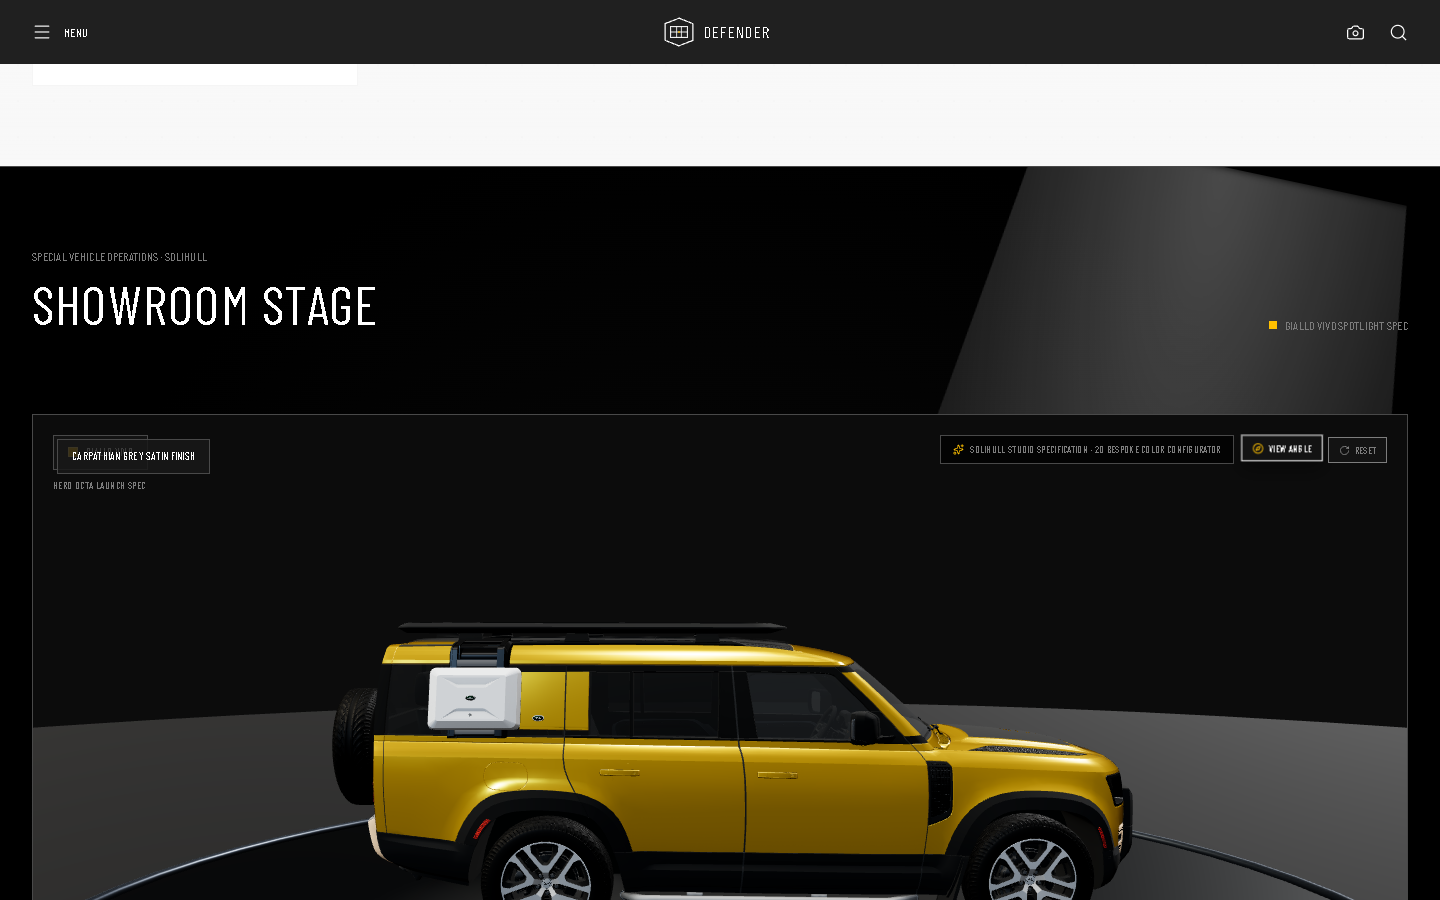 MENU
DEFENDER
SPECIAL VEHICLE OPERATIONS · SOLIHULL
SHOWROOM STAGE
GIALLO VIVO SPOTLIGHT SPEC
CARPATHIAN GREY SATIN FINISH
SOLIHULL STUDIO SPECIFICATION · 20 BESPOKE COLOR CONFIGURATOR
VIEW ANGLE
RESET
HERO OCTA LAUNCH SPEC